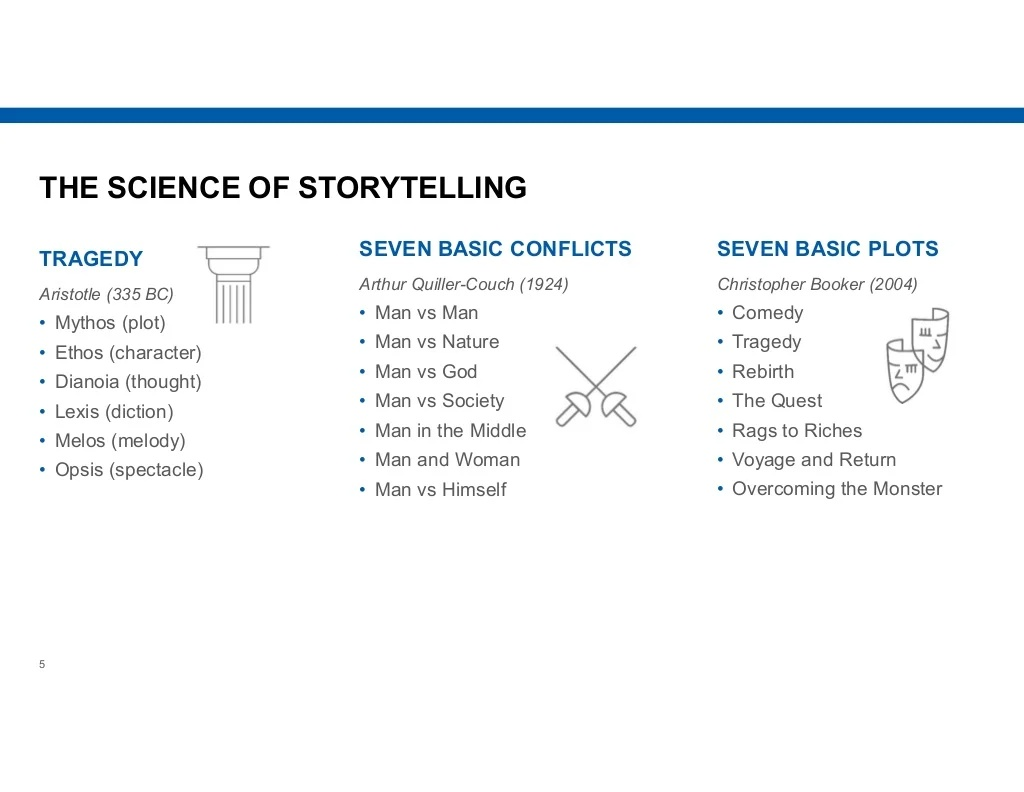 THE SCIENCE OF STORYTELLING
TRAGEDY
Aristotle (335 BC)
• Mythos (plot)
• Ethos (character)
• Dianoia (thought)
• Lexis (diction)
• Melos (melody)
• Opsis (spectacle)
SEVEN BASIC CONFLICTS
Arthur Quiller-Couch (1924)
• Man vs Man
• Man vs Nature
• Man vs God
• Man vs Society
• Man in the Middle
• Man and Woman
• Man vs Himself
SEVEN BASIC PLOTS
Christopher Booker (2004)
• Comedy
• Tragedy
• Rebirth
• The Quest
• Rags to Riches
• Voyage and Return
• Overcoming the Monster
5